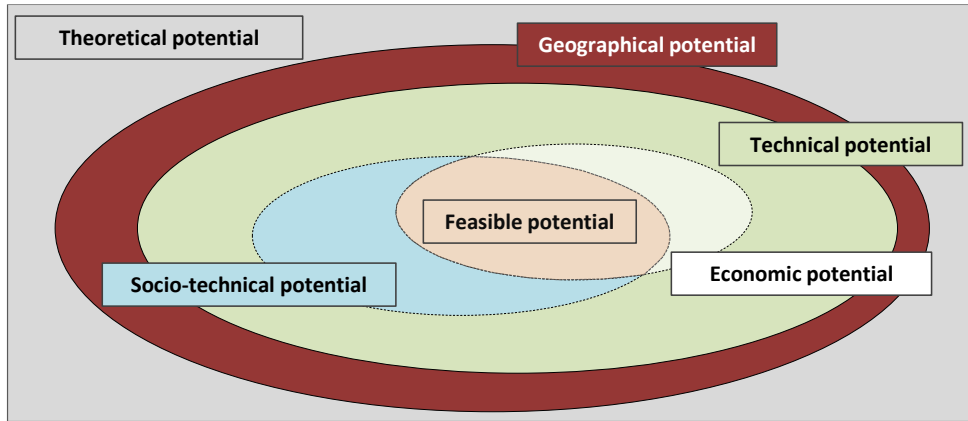 Theoretical potential
Geographical potential
Technical potential
Feasible potential
Socio-technical potential
Economic potential